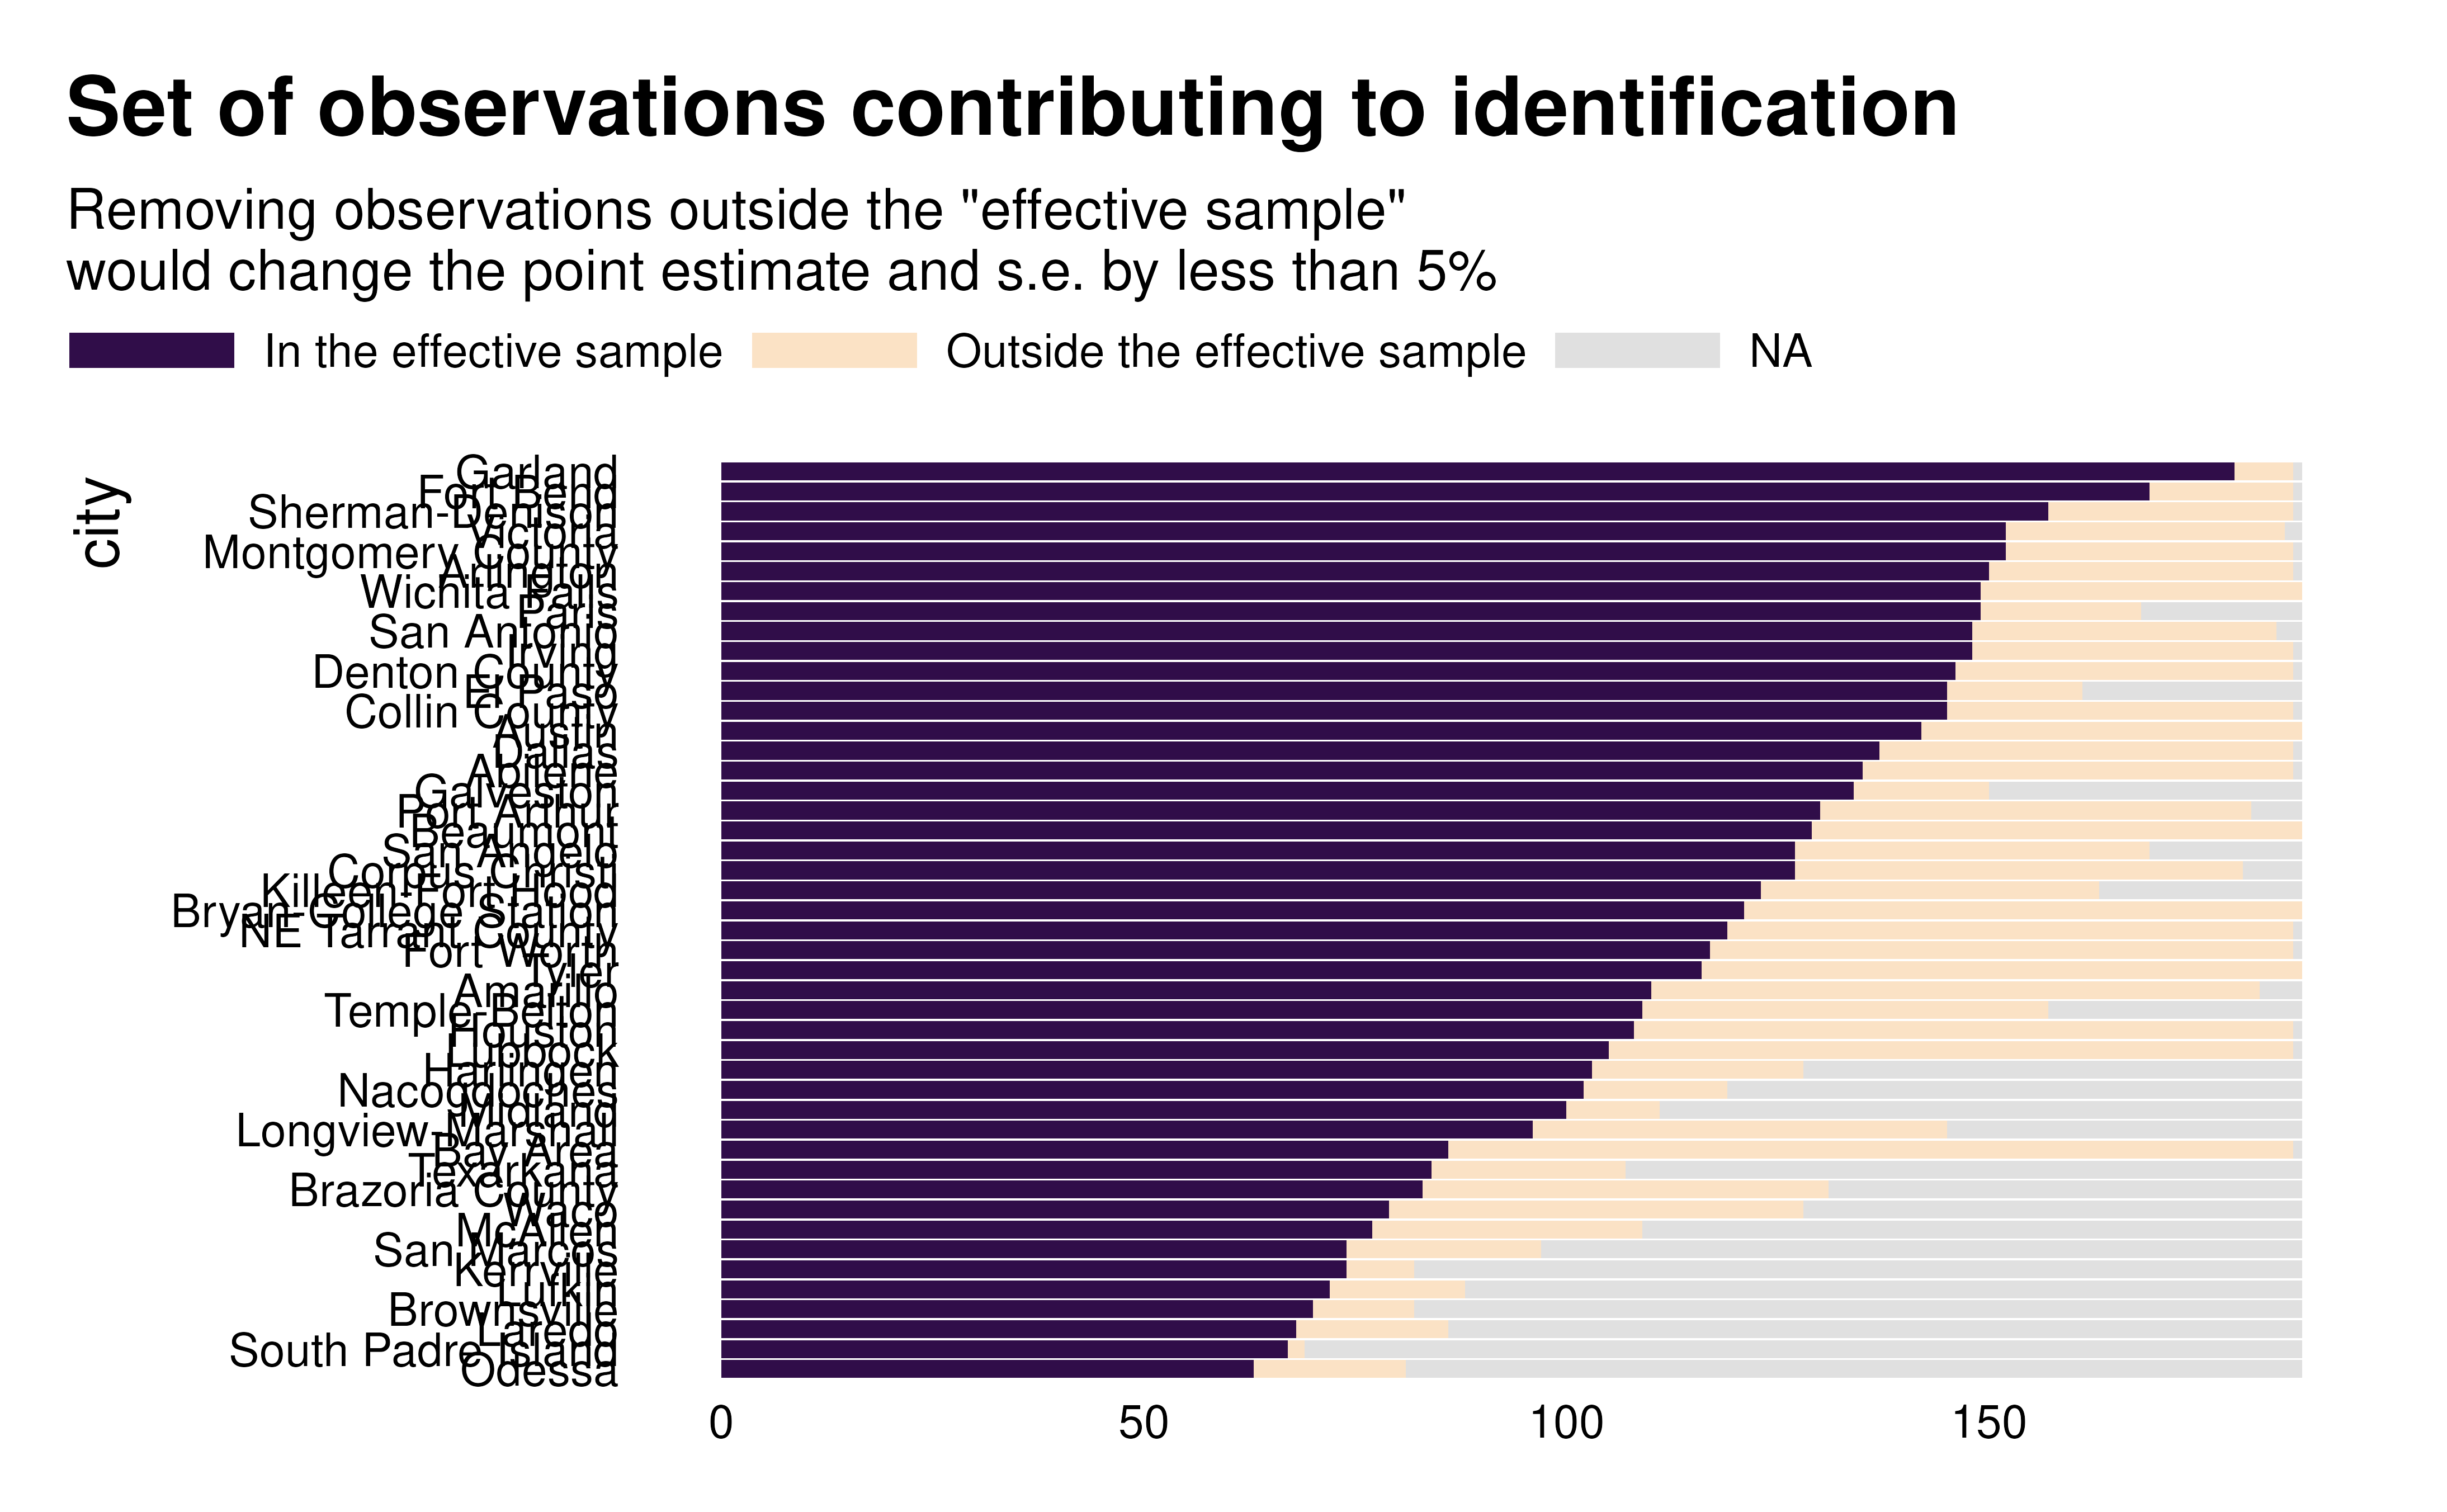 Set of observations contributing to identification
Removing observations outside the "effective sample"
would change the point estimate and s.e. by less than 5%
In the effective sample
Outside the effective sample
NA
city
Garland
Fort Bend
Sherman-Denison
Victoria
Montgomery County
Arlington
Wichita Falls
Paris
San Antonio
Irving
Denton County
El Paso
Collin County
Austin
Dallas
Abilene
Galveston
Port Arthur
Beaumont
San Angelo
Corpus Christi
Killeen-Fort Hood
Bryan-College Station
NE Tarrant County
Fort Worth
Tyler
Amarillo
Temple-Belton
Houston
Lubbock
Harlingen
Nacogdoches
Midland
Longview-Marshall
Bay Area
Texarkana
Brazoria County
Waco
McAllen
San Marcos
Kerrville
Lufkin
Brownsville
Laredo
South Padre Island
Odessa
0 50 100 150